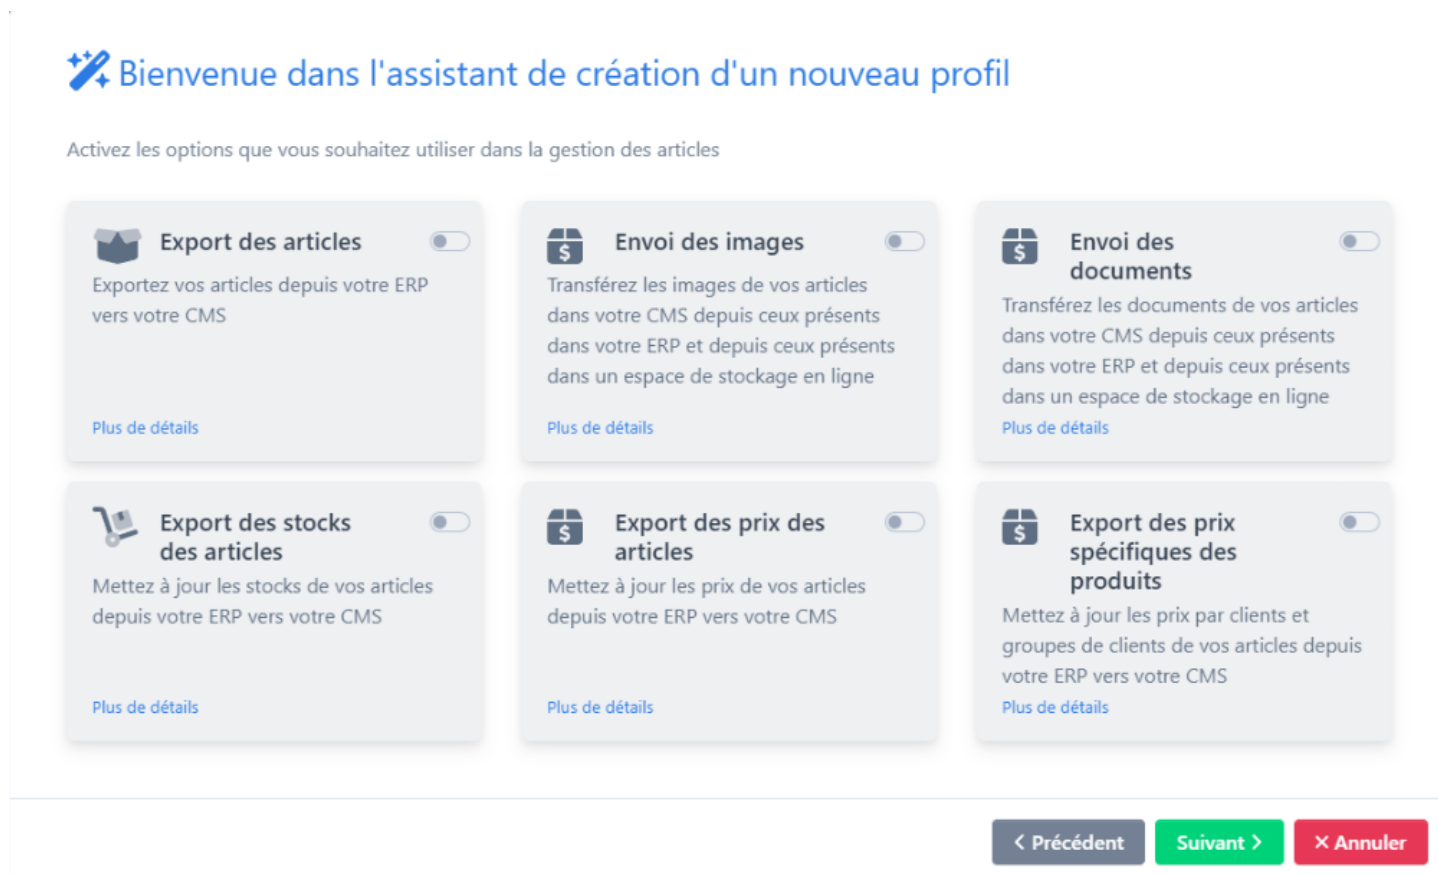 Bienvenue dans l'assistant de création d'un nouveau profil
Activez les options que vous souhaitez utiliser dans la gestion des articles
Export des articles
Exportez vos articles depuis votre ERP
vers votre CMS
Plus de détails
Envoi des images
Transférez les images de vos articles
dans votre CMS depuis ceux présents
dans votre ERP et depuis ceux présents
dans un espace de stockage en ligne
Plus de détails
Envoi des
documents
Transférez les documents de vos articles
dans votre CMS depuis ceux présents
dans votre ERP et depuis ceux présents
dans un espace de stockage en ligne
Plus de détails
Export des stocks
des articles
Mettez à jour les stocks de vos articles
depuis votre ERP vers votre CMS
Plus de détails
Export des prix des
articles
Mettez à jour les prix de vos articles
depuis votre ERP vers votre CMS
Plus de détails
Export des prix
spécifiques des
produits
Mettez à jour les prix par clients et
groupes de clients de vos articles depuis
votre ERP vers votre CMS
Plus de détails
Précédent
Suivant
Annuler